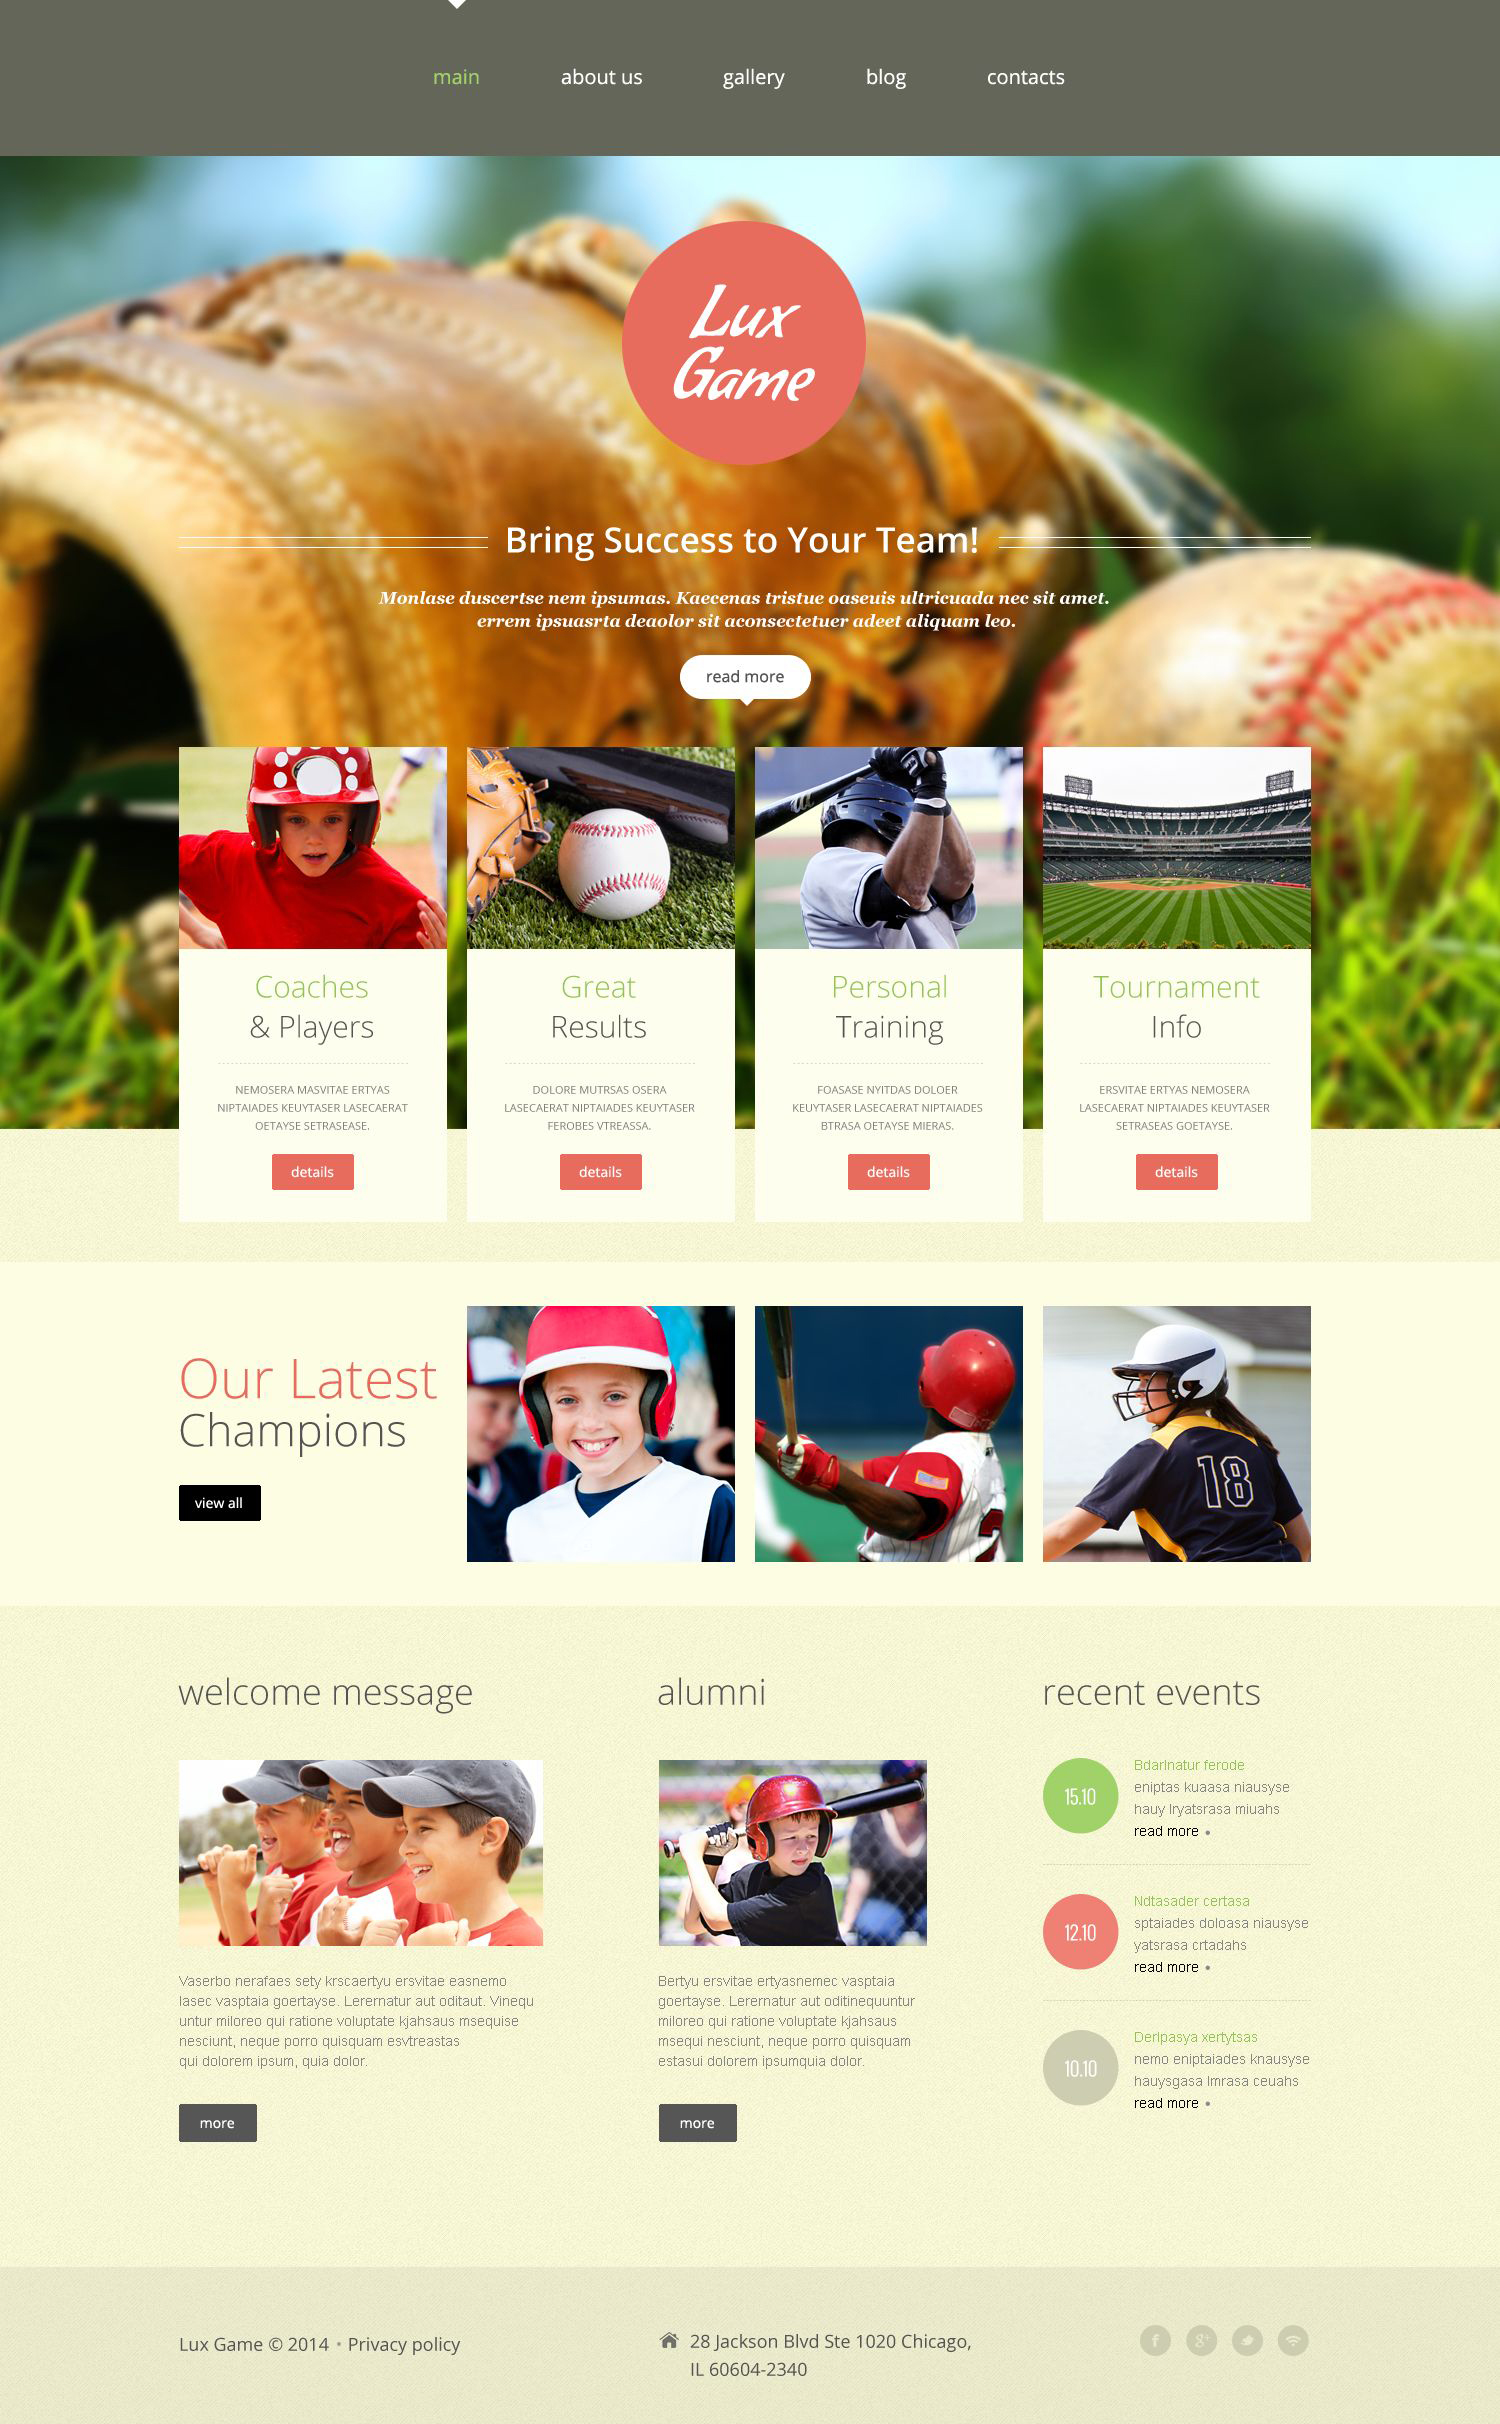 main about us gallery blog contacts
Lux
Game
Bring Success to Your Team!
Monlase duscertse nem ipsumas. Kaecenas tristue oaseuis ultricuada nec sit amet.
errem ipsuasrta deaolor sit aconsectetuer adeet aliquam leo.
read more
Coaches
& Players
NEMOSERA MASVITAE ERTYAS
NIPTAIADES KEUYTASER LASECAERAT
OETAYSE SETRASEASE.
details
Great
Results
DOLORE MUTRSAS OSERA
LASECAERAT NIPTAIADES KEUYTASER
FEROBES VTREASSA.
details
Personal
Training
FOASASE NYITDAS DOLOER
KEUYTASER LASECAERAT NIPTAIADES
BTRASA OETAYSE MIERAS.
details
Tournament
Info
ERSVITAE ERTYAS NEMOSERA
LASECAERAT NIPTAIADES KEUYTASER
SETRASEAS GOETAYSE.
details
Our Latest
Champions
view all
18
welcome message
Vaserbo nerafaes sety krscaertyu ersvitae easnemo
lasec vasptaia goertayse. Lerernatur aut oditaut. Vinequ
untur miloreo qui ratione voluptate kjahsaus msequise
nesciunt, neque porro quisquam esvtreastas
qui dolorem ipsum, quia dolor.
more
alumni
Bertyu ersvitae ertyasnemec vasptaia
goertayse. Lerernatur aut oditinequuntur
miloreo qui ratione voluptate kjahsaus
msequi nesciunt, neque porro quisquam
estasui dolorem ipsumquia dolor.
more
recent events
15.10
Bdarlnatur ferode
eniptas kuaasa niausyse
hauy lryatsrasa miuahs
read more
12.10
Ndtasader certasa
sptaiades doloasa niausyse
yatsrasa crtadahs
read more
10.10
Derlpasya xertytsas
nemo eniptaiades knausyse
hauysgasa lmrasa ceuahs
read more
Lux Game © 2014 • Privacy policy
28 Jackson Blvd Ste 1020 Chicago,
IL 60604-2340